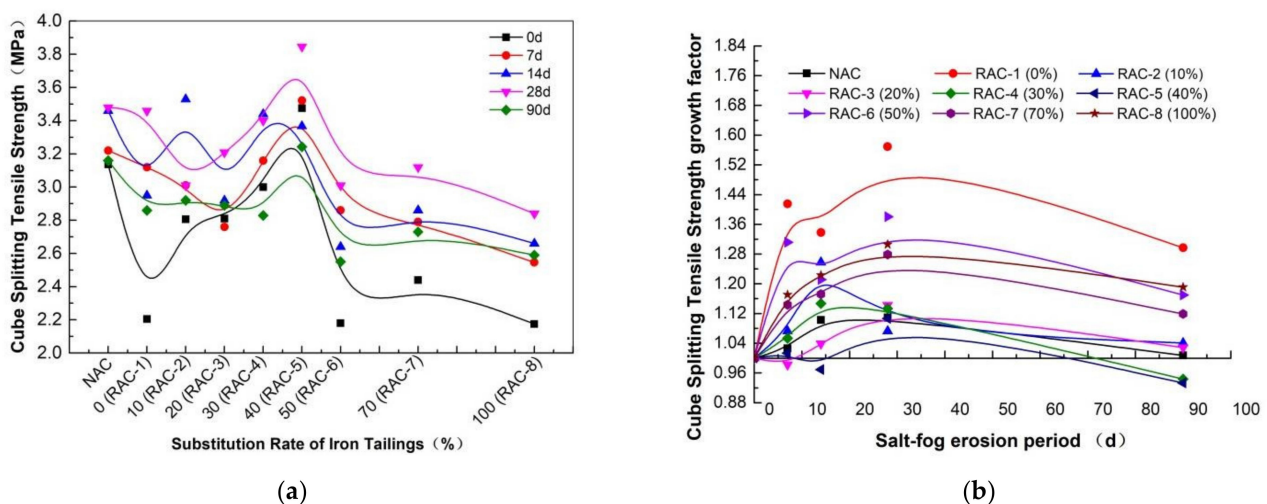 4.0
3.8
3.6
3.4
3.2
3.0
2.8
2.6
2.4
2.2
2.0
Cube Splitting Tensile Strength（MPa）
0d
7d
14d
28d
90d
NAC
0 (RAC-1)
10 (RAC-2)
20 (RAC-3)
30 (RAC-4)
40 (RAC-5)
50 (RAC-6)
70 (RAC-7)
100 (RAC-8)
Substitution Rate of Iron Tailings（%）
(a)
1.84
1.76
1.68
1.60
1.52
1.44
1.36
1.28
1.20
1.12
1.04
0.96
0.88
Cube Splitting Tensile Strength growth factor
NAC RAC-1 (0%) RAC-2 (10%)
RAC-3 (20%) RAC-4 (30%) RAC-5 (40%)
RAC-6 (50%) RAC-7 (70%) RAC-8 (100%)
0 10 20 30 40 50 60 70 80 90 100
Salt-fog erosion period（d）
(b)